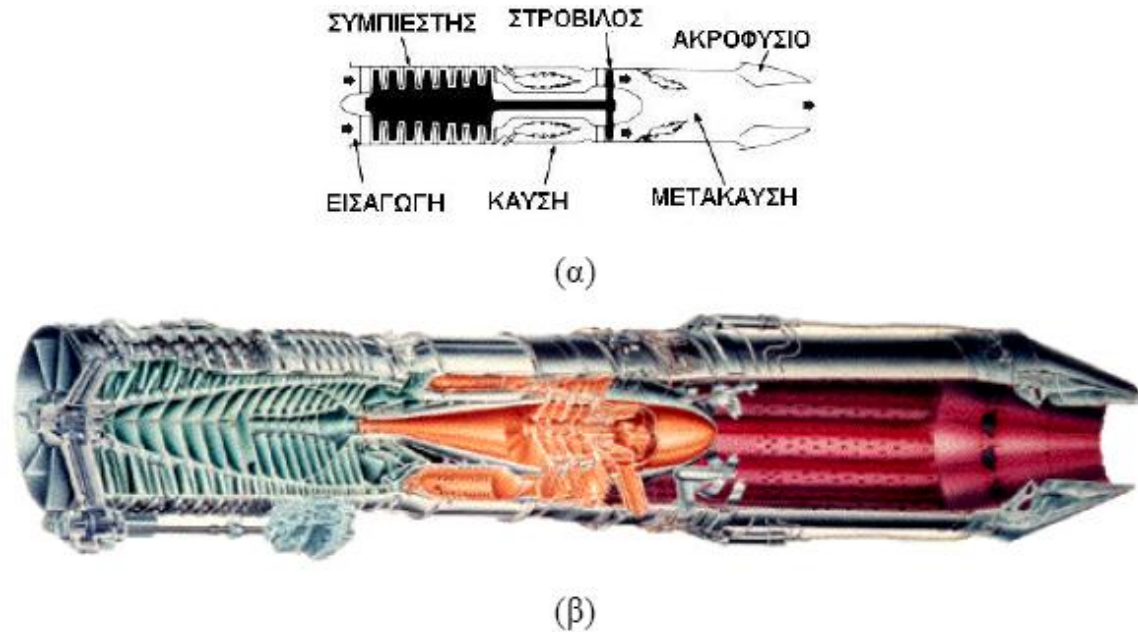 ΣΥΜΠΙΕΣΤΗΣ
ΣΤΡΟΒΙΛΟΣ
ΑΚΡΟΦΥΣΙΟ
ΕΙΣΑΓΩΓΗ
ΚΑΥΣΗ
ΜΕΤΑΚΑΥΣΗ
(α)
(β)